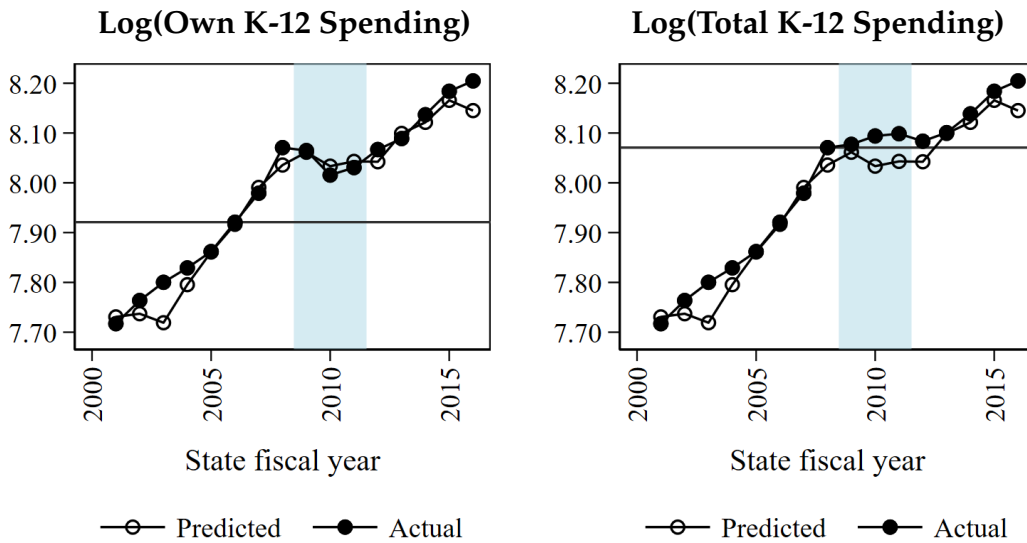 Log(Own K-12 Spending)
8.20
8.10
8.00
7.90
7.80
7.70
2000
2005
2010
2015
State fiscal year
Predicted
Actual
Log(Total K-12 Spending)
8.20
8.10
8.00
7.90
7.80
7.70
2000
2005
2010
2015
State fiscal year
Predicted
Actual